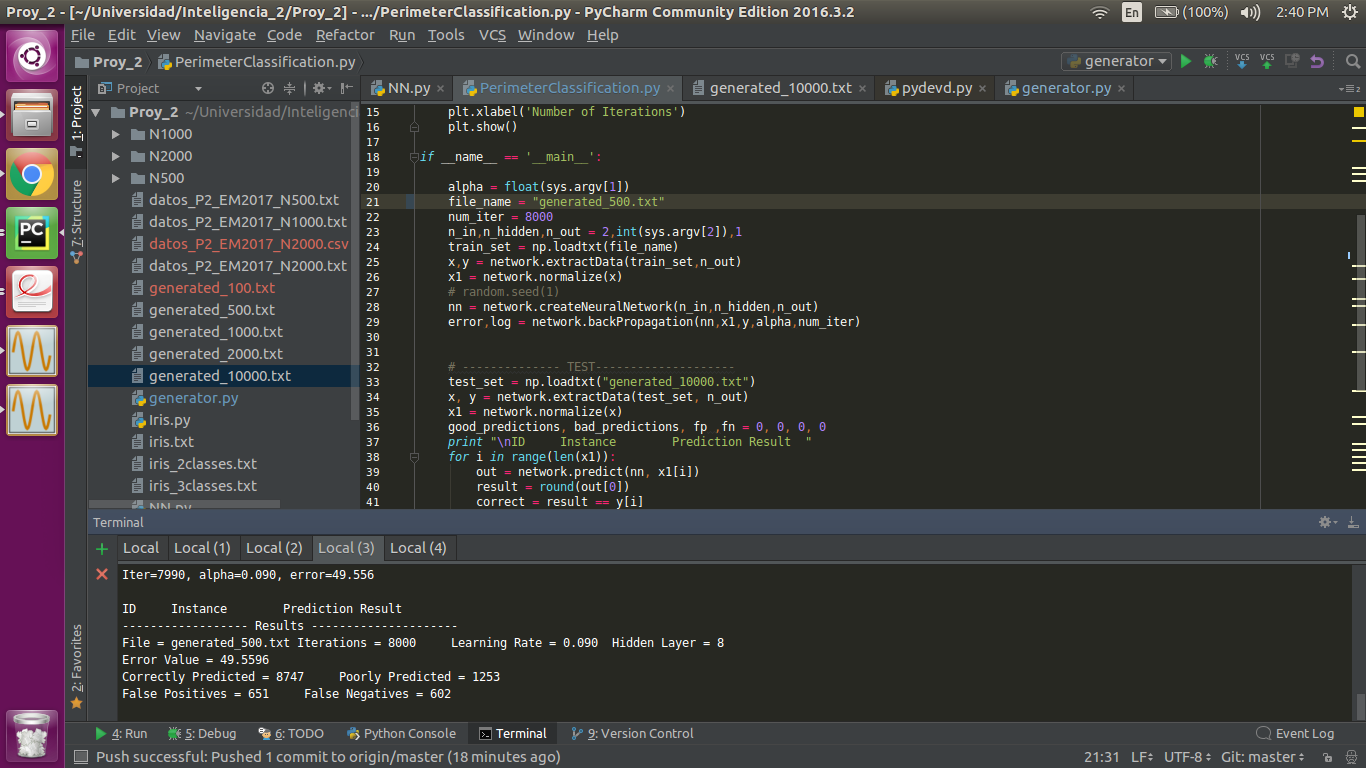 Proy_2 - [~/Universidad/Inteligencia_2/Proy_2] - .../PerimeterClassification.py - PyCharm Community Edition 2016.3.2
En (100%) 2:40 PM
File Edit View Navigate Code Refactor Run Tools VCS Window Help
Proy_2 PerimeterClassification.py generator VCS VCS
Project NN.py PerimeterClassification.py generated_10000.txt pydevd.py generator.py
1: Project
7: Structure
2: Favorites
Proy_2 ~/Universidad/Inteligenci
N1000
N2000
N500
datos_P2_EM2017_N500.txt
datos_P2_EM2017_N1000.txt
datos_P2_EM2017_N2000.csv
datos_P2_EM2017_N2000.txt
generated_100.txt
generated_500.txt
generated_1000.txt
generated_2000.txt
generated_10000.txt
generator.py
Iris.py
iris.txt
iris_2classes.txt
iris_3classes.txt
NN.py
15 plt.xlabel('Number of Iterations')
16 plt.show()
17
18 if __name__ == '__main__':
19
20 alpha = float(sys.argv[1])
21 file_name = "generated_500.txt"
22 num_iter = 8000
23 n_in,n_hidden,n_out = 2,int(sys.argv[2]),1
24 train_set = np.loadtxt(file_name)
25 x,y = network.extractData(train_set,n_out)
26 x1 = network.normalize(x)
27 # random.seed(1)
28 nn = network.createNeuralNetwork(n_in,n_hidden,n_out)
29 error,log = network.backPropagation(nn,x1,y,alpha,num_iter)
30
31
32 # -------------- TEST--------------------
33 test_set = np.loadtxt("generated_10000.txt")
34 x, y = network.extractData(test_set, n_out)
35 x1 = network.normalize(x)
36 good_predictions, bad_predictions, fp ,fn = 0, 0, 0, 0
37 print "\nID     Instance        Prediction Result  "
38 for i in range(len(x1)):
39 out = network.predict(nn, x1[i])
40 result = round(out[0])
41 correct = result == y[i]
Terminal
Local Local (1) Local (2) Local (3) Local (4)
Iter=7990, alpha=0.090, error=49.556
ID     Instance        Prediction Result
------------------ Results ---------------------
File = generated_500.txt Iterations = 8000     Learning Rate = 0.090  Hidden Layer = 8
Error Value = 49.5596
Correctly Predicted = 8747     Poorly Predicted = 1253
False Positives = 651     False Negatives = 602
4: Run 5: Debug 6: TODO Python Console Terminal 9: Version Control Event Log
Push successful: Pushed 1 commit to origin/master (18 minutes ago) 21:31 LF UTF-8 Git: master